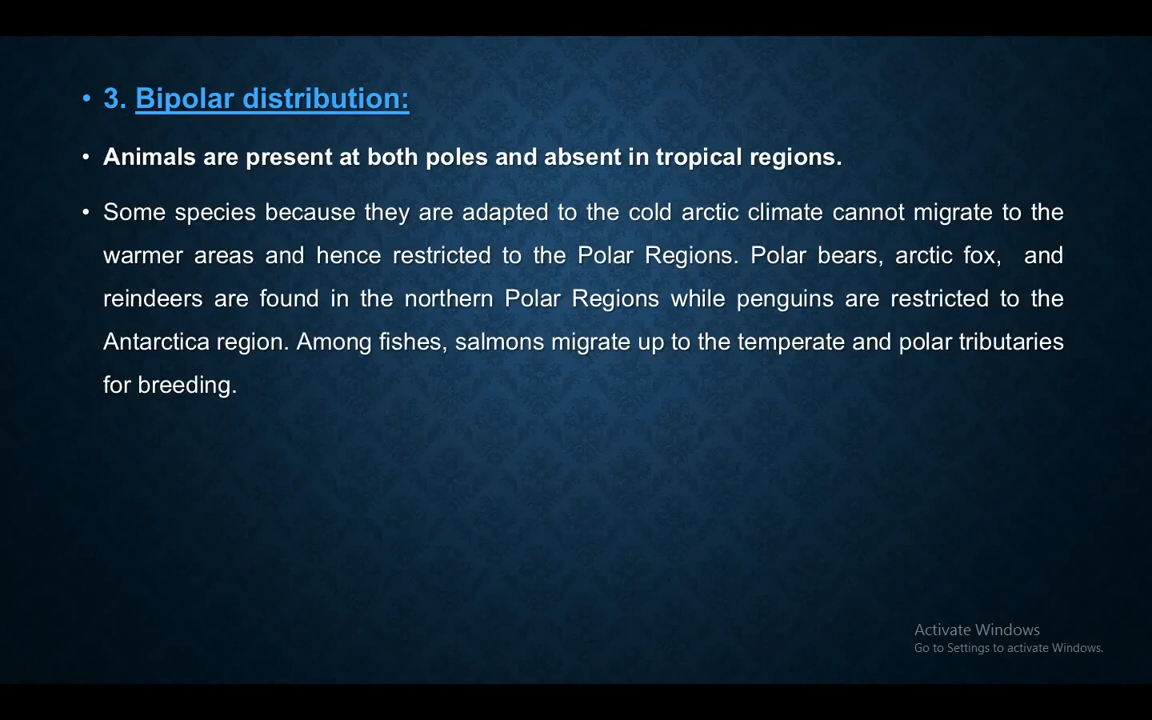 • 3. Bipolar distribution:
• Animals are present at both poles and absent in tropical regions.
• Some species because they are adapted to the cold arctic climate cannot migrate to the
warmer areas and hence restricted to the Polar Regions. Polar bears, arctic fox,  and
reindeers are found in the northern Polar Regions while penguins are restricted to the
Antarctica region. Among fishes, salmons migrate up to the temperate and polar tributaries
for breeding.
Activate Windows
Go to Settings to activate Windows.